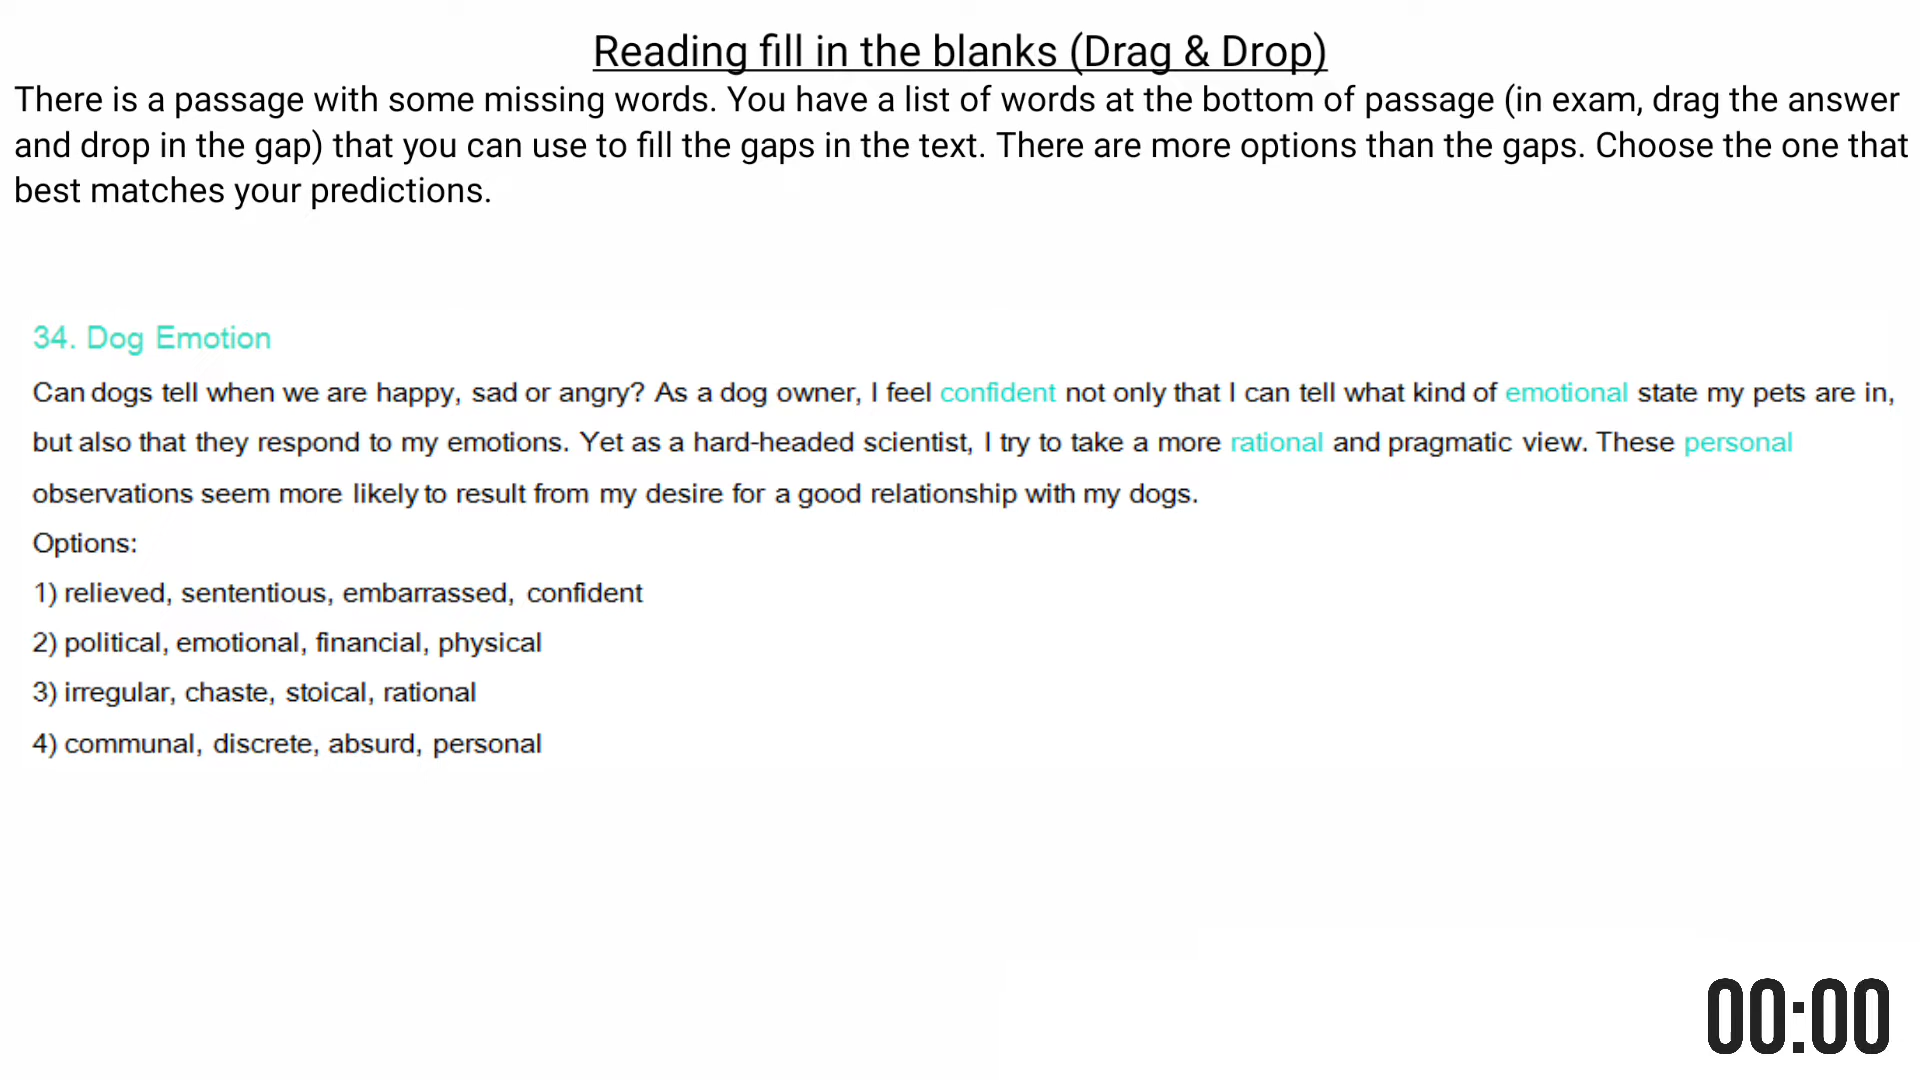 Reading fill in the blanks (Drag & Drop)
There is a passage with some missing words. You have a list of words at the bottom of passage (in exam, drag the answer
and drop in the gap) that you can use to fill the gaps in the text. There are more options than the gaps. Choose the one that
best matches your predictions.
34. Dog Emotion
Can dogs tell when we are happy, sad or angry? As a dog owner, I feel confident not only that I can tell what kind of emotional state my pets are in,
but also that they respond to my emotions. Yet as a hard-headed scientist, I try to take a more rational and pragmatic view. These personal
observations seem more likely to result from my desire for a good relationship with my dogs.
Options:
1) relieved, sententious, embarrassed, confident
2) political, emotional, financial, physical
3) irregular, chaste, stoical, rational
4) communal, discrete, absurd, personal
00:00